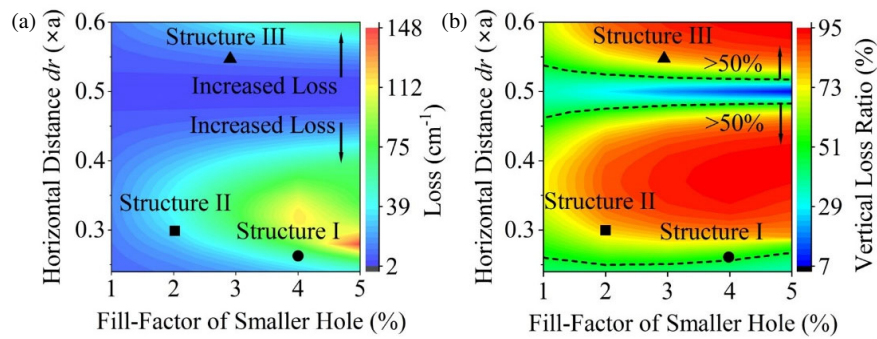 (a)
0.6
0.5
0.4
0.3
Horizontal Distance dr (×a)
Structure III
Increased Loss
Increased Loss
Structure II
Structure I
1 2 3 4 5
Fill-Factor of Smaller Hole (%)
148
112
75
39
2
Loss (cm⁻¹)
(b)
0.6
0.5
0.4
0.3
Horizontal Distance dr (×a)
Structure III
>50%
>50%
Structure II
Structure I
1 2 3 4 5
Fill-Factor of Smaller Hole (%)
95
73
51
29
7
Vertical Loss Ratio (%)